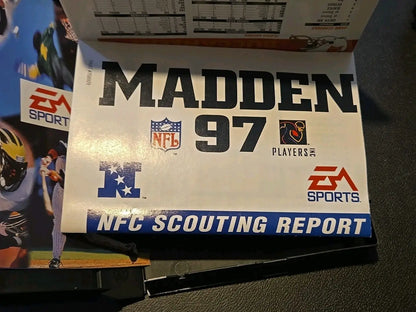 MADDEN
NFL
97
PLAYERS INC
N
EA
SPORTS
NFC SCOUTING REPORT
EA
SPORTS